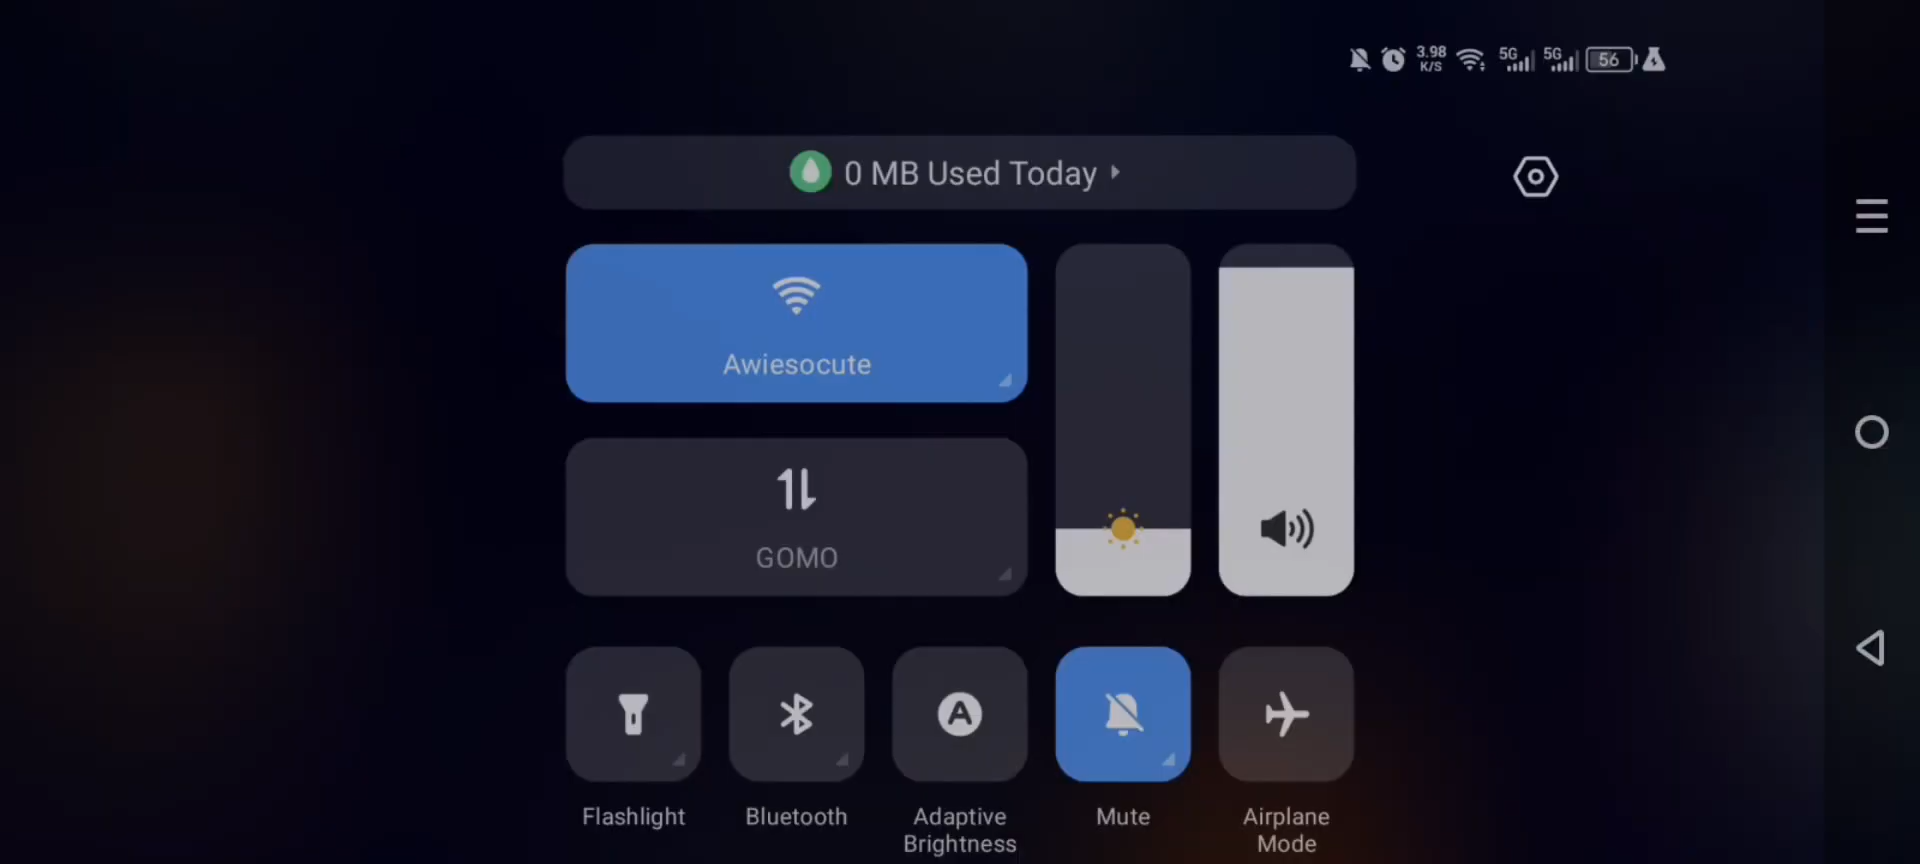 3.98
K/S
5G
5G
56
0 MB Used Today
Awiesocute
GOMO
A
Flashlight
Bluetooth
Adaptive
Brightness
Mute
Airplane
Mode